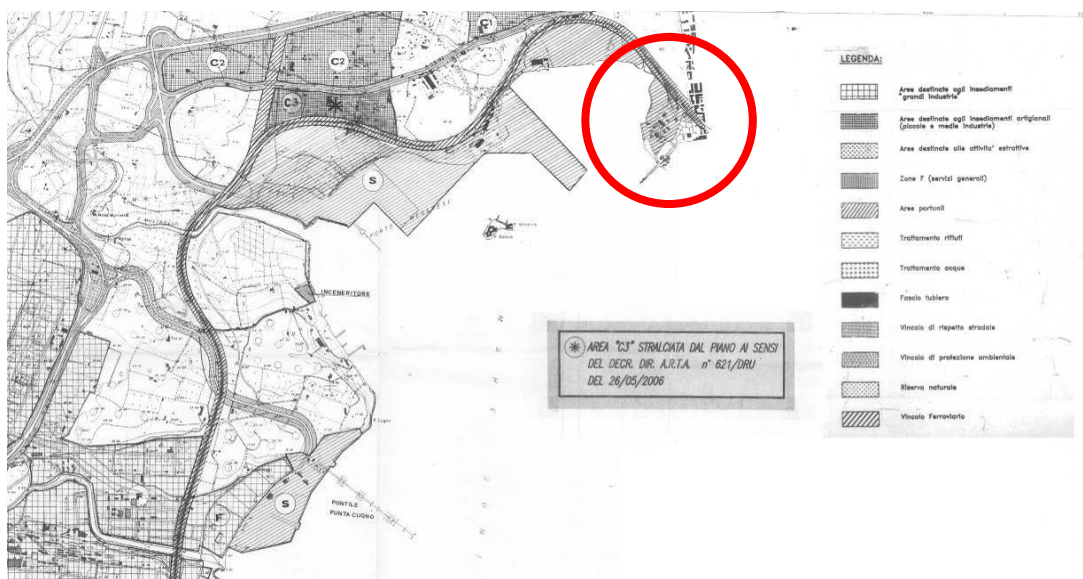 C1
C2
C2
C3
S
PORTO MEGARESE
INCENERITORE
F
F
S
PONTILE
PUNTA CUGNO
P. Cugno
* AREA "C3" STRALCIATA DAL PIANO AI SENSI
DEL DECR. DIR. A.R.T.A. n° 621/DRU
DEL 26/05/2006
LEGENDA:
Aree destinate agli insediamenti
"grandi industrie"
Aree destinate agli insediamenti artigianali
(piccole e medie industrie)
Aree destinate alle attivita' estrattive
Zone F (servizi generali)
Aree portuali
Trattamento rifiuti
Trattamento acque
Fascio tubiero
Vincolo di rispetto stradale
Vincolo di protezione ambientale
Riserva naturale
Vincolo Ferroviario